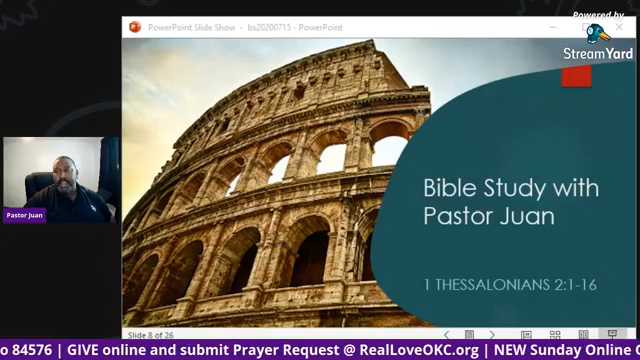 Powered by
PowerPoint Slide Show - bs20200715 - PowerPoint
StreamYard
Bible Study with
Pastor Juan
1 THESSALONIANS 2:1-16
Pastor Juan
Slide 8 of 26
to 84576 | GIVE online and submit Prayer Request @ RealLoveOKC.org | NEW Sunday Online